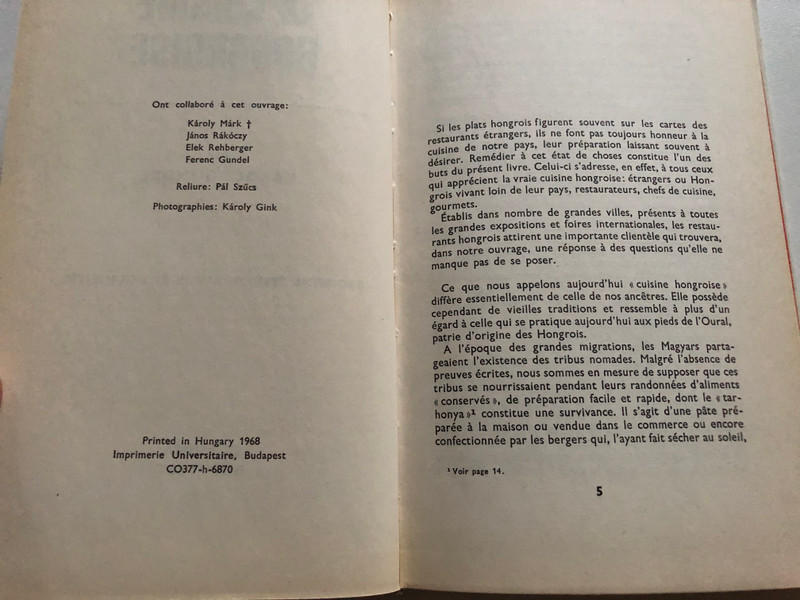 Ont collaboré à cet ouvrage:
Károly Márk †
János Rákóczy
Elek Rehberger
Ferenc Gundel
Reliure: Pál Szűcs
Photographies: Károly Gink
Printed in Hungary 1968
Imprimerie Universitaire, Budapest
CO377-h-6870
Si les plats hongrois figurent souvent sur les cartes des
restaurants étrangers, ils ne font pas toujours honneur à la
cuisine de notre pays, leur préparation laissant souvent à
désirer. Remédier à cet état de choses constitue l'un des
buts du présent livre. Celui-ci s'adresse, en effet, à tous ceux
qui apprécient la vraie cuisine hongroise: étrangers ou Hon-
grois vivant loin de leur pays, restaurateurs, chefs de cuisine,
gourmets.
Établis dans nombre de grandes villes, présents à toutes
les grandes expositions et foires internationales, les restau-
rants hongrois attirent une importante clientèle qui trouvera,
dans notre ouvrage, une réponse à des questions qu'elle ne
manque pas de se poser.
Ce que nous appelons aujourd'hui « cuisine hongroise »
diffère essentiellement de celle de nos ancêtres. Elle possède
cependant de vieilles traditions et ressemble à plus d'un
égard à celle qui se pratique aujourd'hui aux pieds de l'Oural,
patrie d'origine des Hongrois.
A l'époque des grandes migrations, les Magyars parta-
geaient l'existence des tribus nomades. Malgré l'absence de
preuves écrites, nous sommes en mesure de supposer que ces
tribus se nourrissaient pendant leurs randonnées d'aliments
« conservés », de préparation facile et rapide, dont le « tar-
honya »¹ constitue une survivance. Il s'agit d'une pâte pré-
parée à la maison ou vendue dans le commerce ou encore
confectionnée par les bergers qui, l'ayant fait sécher au soleil,
¹ Voir page 14.
5